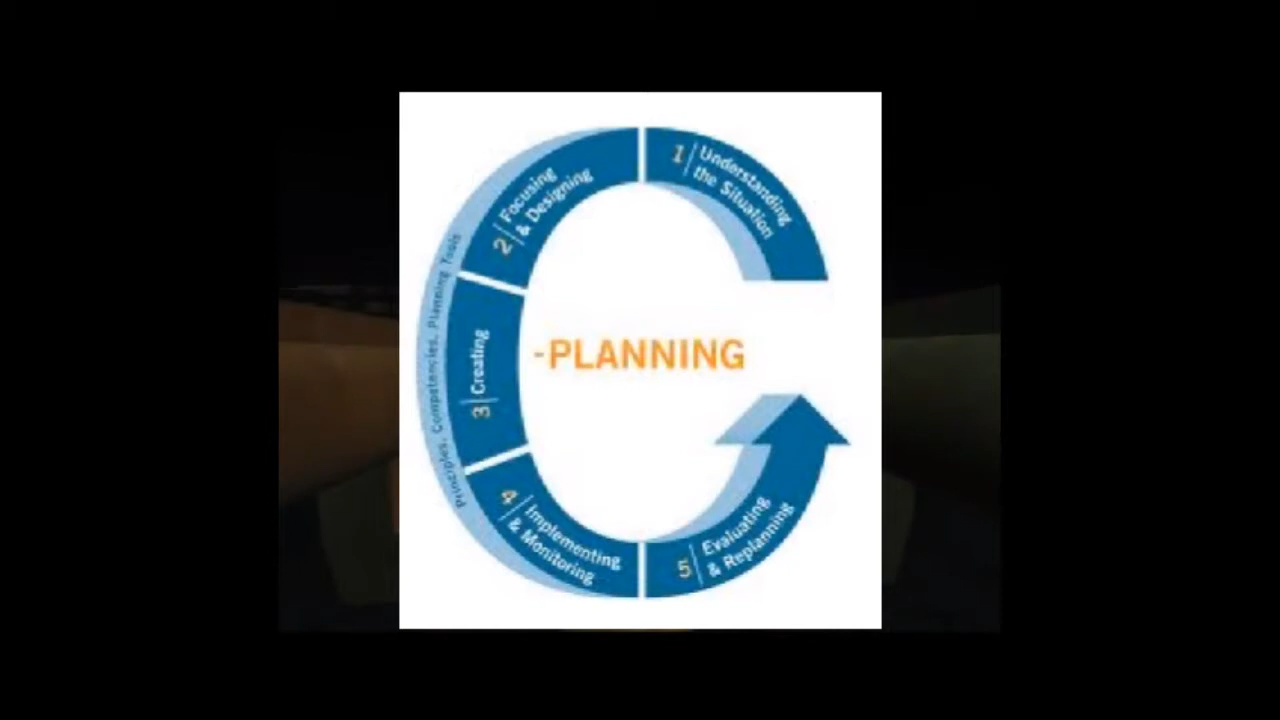 1
Understanding
the Situation
2
Focusing
& Designing
3
Creating
4
Implementing
& Monitoring
5
Evaluating
& Replanning
Principles, Competencies, Planning Tools
-PLANNING